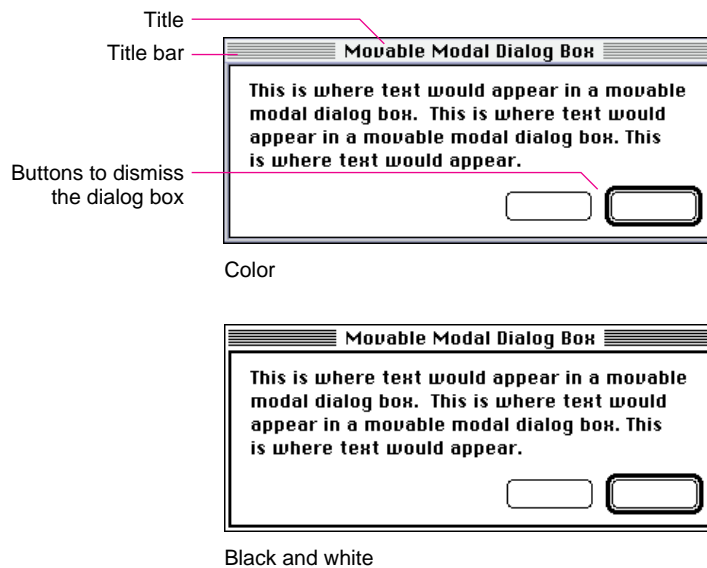 Title
Title bar
Movable Modal Dialog Box
This is where text would appear in a movable
modal dialog box.  This is where text would
appear in a movable modal dialog box. This
is where text would appear.
Buttons to dismiss
the dialog box
Color
Movable Modal Dialog Box
This is where text would appear in a movable
modal dialog box.  This is where text would
appear in a movable modal dialog box. This
is where text would appear.
Black and white